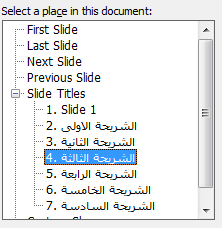 Select a place in this document:
First Slide
Last Slide
Next Slide
Previous Slide
Slide Titles
1. Slide 1
2. الشريحة الاولى
3. الشريحة الثانية
4. الشريحة الثالثة
5. الشريحة الرابعة
6. الشريحة الخامسة
7. الشريحة السادسة